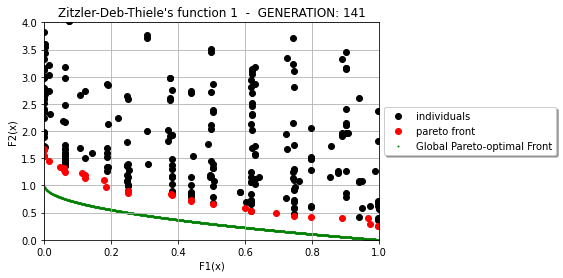 Zitzler-Deb-Thiele's function 1 - GENERATION: 141
4.0
3.5
3.0
2.5
2.0
1.5
1.0
0.5
0.0
F2(x)
0.0 0.2 0.4 0.6 0.8 1.0
F1(x)
individuals
pareto front
Global Pareto-optimal Front